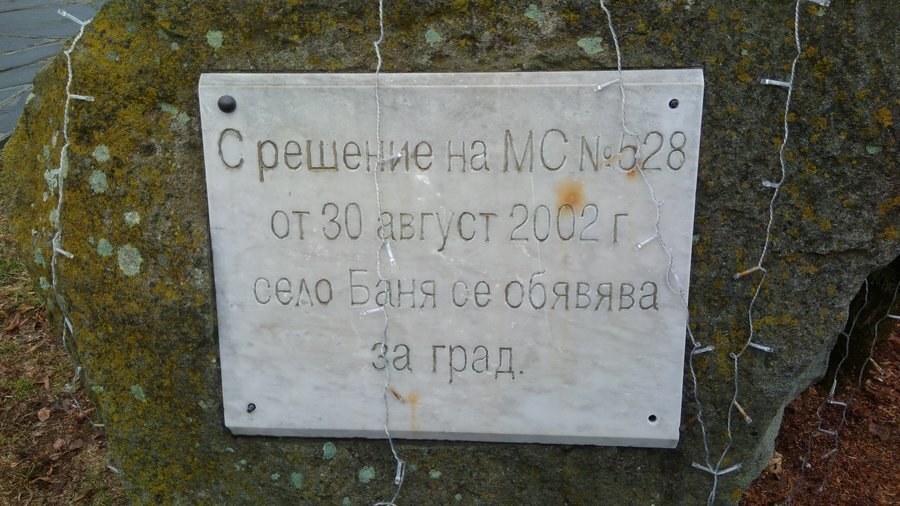 С решение на МС №528
от 30 август 2002 г
село Баня се обявява
за град.